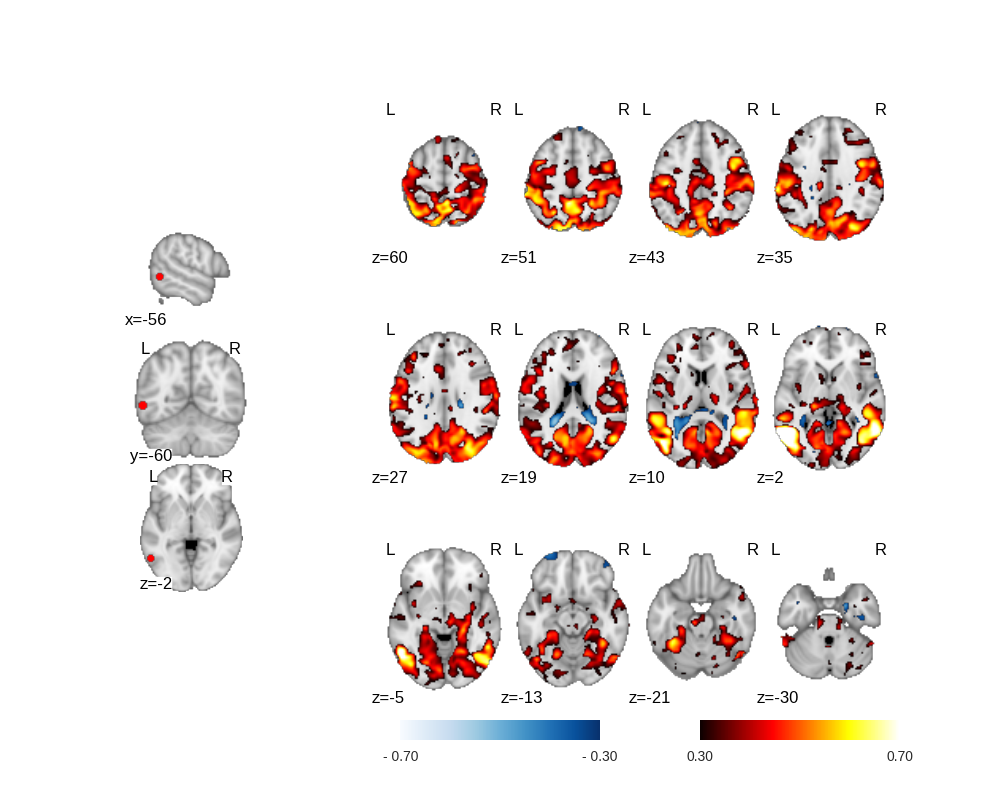 L R L R L R L R
z=60 z=51 z=43 z=35
x=-56
L R
y=-60
L R
z=-2
L R L R L R L R
z=27 z=19 z=10 z=2
L R L R L R L R
z=-5 z=-13 z=-21 z=-30
- 0.70 - 0.30 0.30 0.70